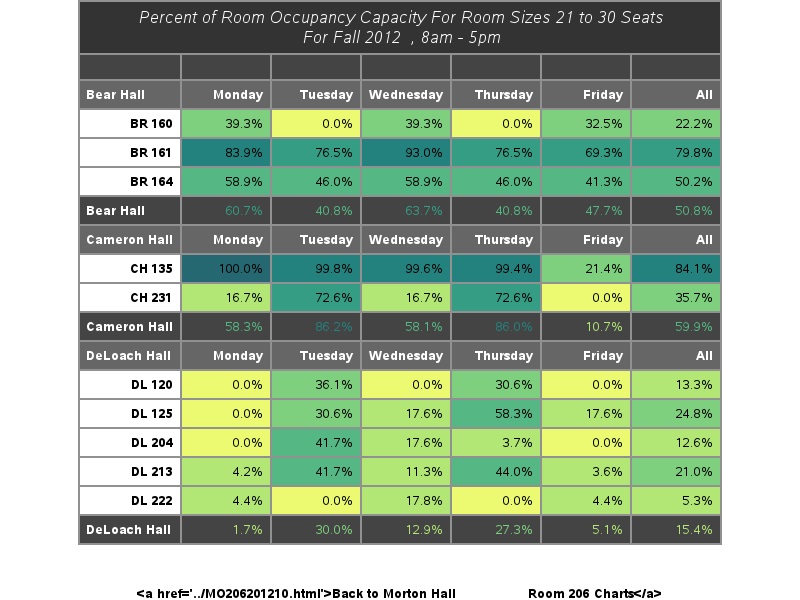 Percent of Room Occupancy Capacity For Room Sizes 21 to 30 Seats
For Fall 2012 , 8am - 5pm
Bear Hall Monday Tuesday Wednesday Thursday Friday All
BR 160 39.3% 0.0% 39.3% 0.0% 32.5% 22.2%
BR 161 83.9% 76.5% 93.0% 76.5% 69.3% 79.8%
BR 164 58.9% 46.0% 58.9% 46.0% 41.3% 50.2%
Bear Hall 60.7% 40.8% 63.7% 40.8% 47.7% 50.8%
Cameron Hall Monday Tuesday Wednesday Thursday Friday All
CH 135 100.0% 99.8% 99.6% 99.4% 21.4% 84.1%
CH 231 16.7% 72.6% 16.7% 72.6% 0.0% 35.7%
Cameron Hall 58.3% 86.2% 58.1% 86.0% 10.7% 59.9%
DeLoach Hall Monday Tuesday Wednesday Thursday Friday All
DL 120 0.0% 36.1% 0.0% 30.6% 0.0% 13.3%
DL 125 0.0% 30.6% 17.6% 58.3% 17.6% 24.8%
DL 204 0.0% 41.7% 17.6% 3.7% 0.0% 12.6%
DL 213 4.2% 41.7% 11.3% 44.0% 3.6% 21.0%
DL 222 4.4% 0.0% 17.8% 0.0% 4.4% 5.3%
DeLoach Hall 1.7% 30.0% 12.9% 27.3% 5.1% 15.4%
<a href='../MO206201210.html'>Back to Morton Hall Room 206 Charts</a>